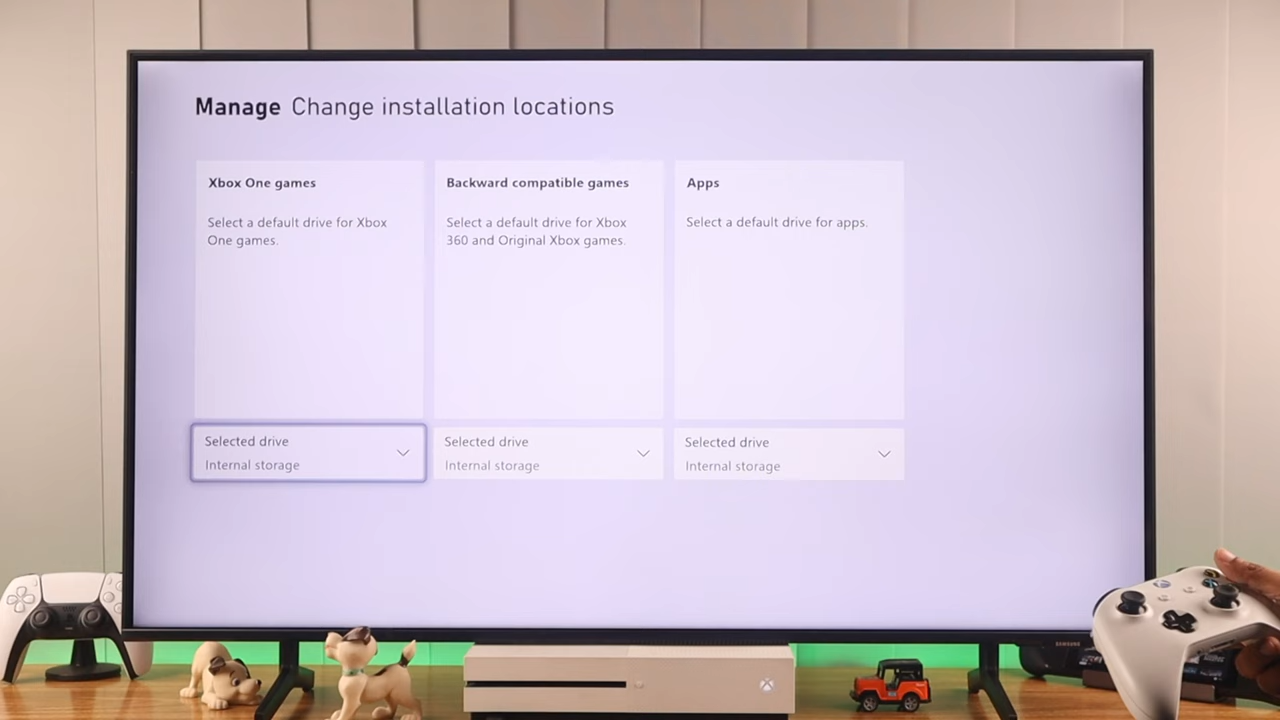 Manage Change installation locations
Xbox One games
Select a default drive for Xbox
One games.
Selected drive
Internal storage
Backward compatible games
Select a default drive for Xbox
360 and Original Xbox games.
Selected drive
Internal storage
Apps
Select a default drive for apps.
Selected drive
Internal storage
SAMSUNG